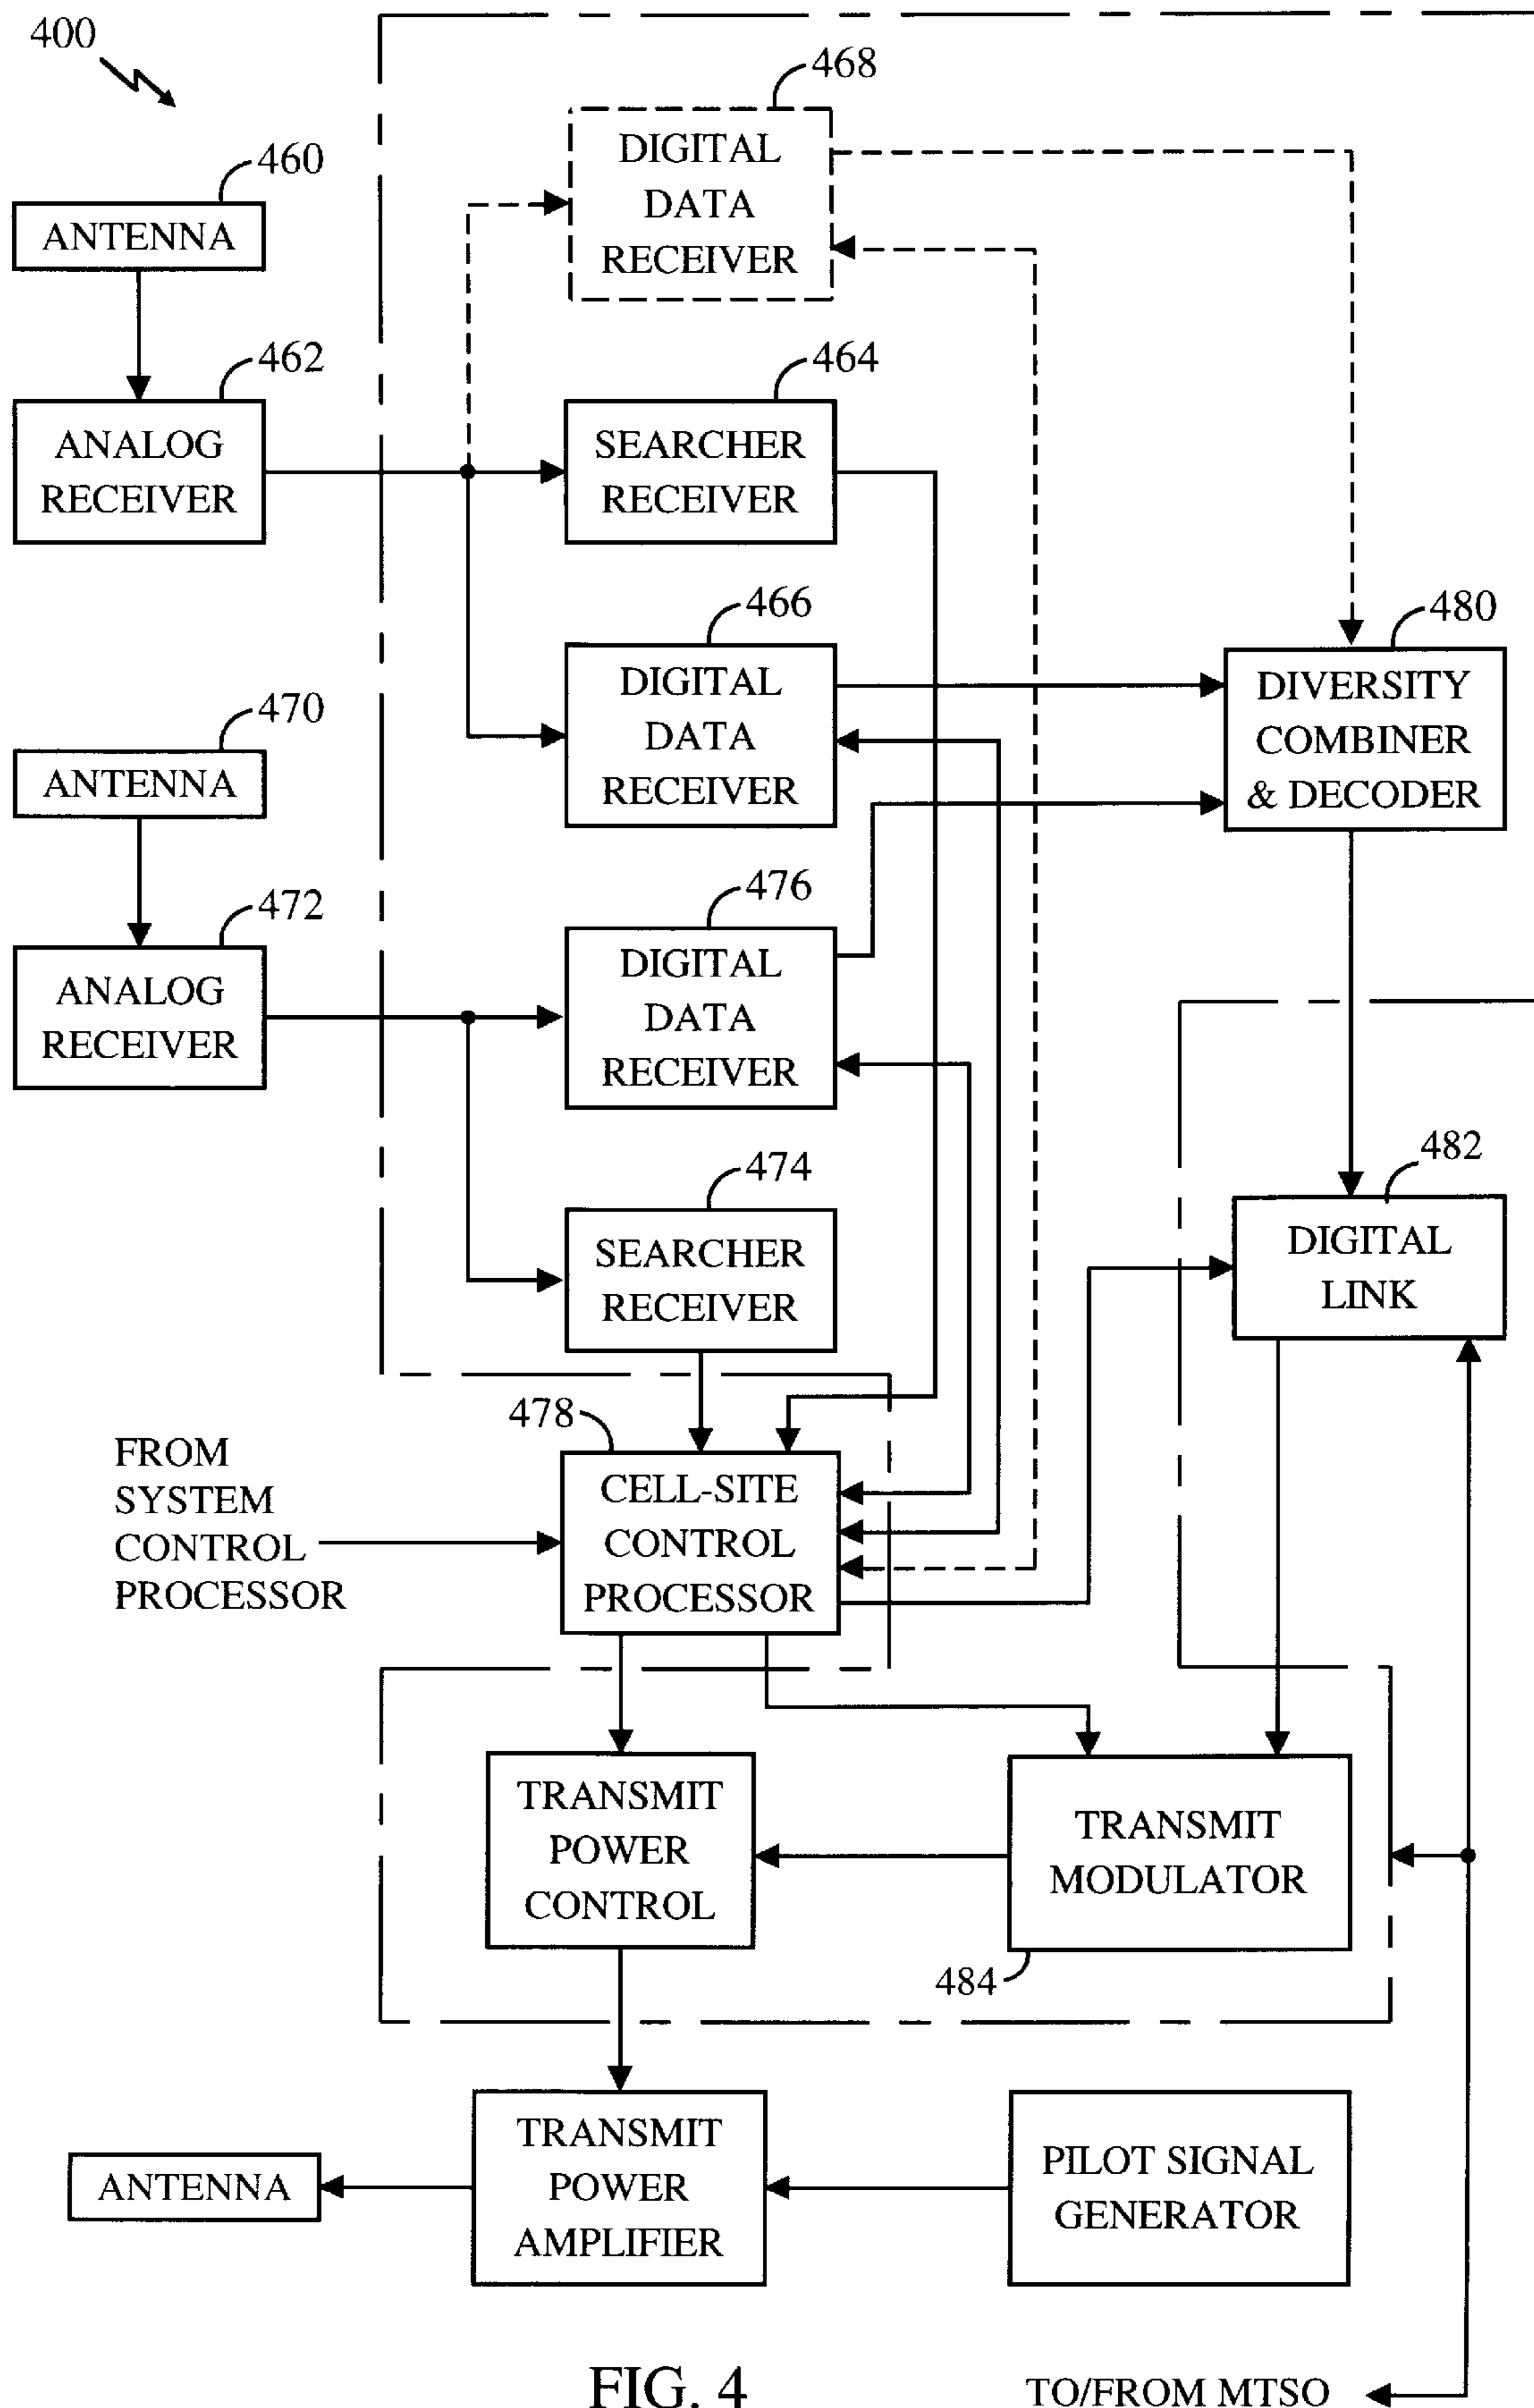 400
468
DIGITAL
DATA
RECEIVER
460
ANTENNA
462
ANALOG
RECEIVER
464
SEARCHER
RECEIVER
466
DIGITAL
DATA
RECEIVER
480
DIVERSITY
COMBINER
& DECODER
470
ANTENNA
472
ANALOG
RECEIVER
476
DIGITAL
DATA
RECEIVER
474
SEARCHER
RECEIVER
482
DIGITAL
LINK
478
CELL-SITE
CONTROL
PROCESSOR
FROM
SYSTEM
CONTROL
PROCESSOR
TRANSMIT
POWER
CONTROL
TRANSMIT
MODULATOR
484
TRANSMIT
POWER
AMPLIFIER
PILOT SIGNAL
GENERATOR
ANTENNA
FIG. 4
TO/FROM MTSO